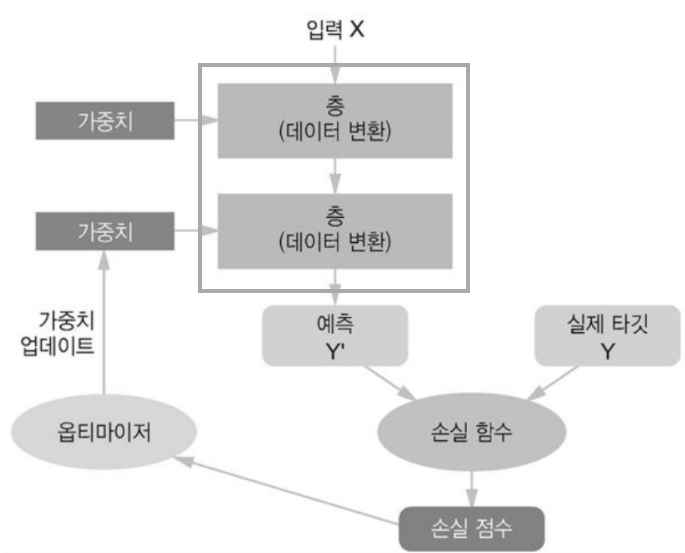 입력 X
가중치
층
(데이터 변환)
가중치
층
(데이터 변환)
가중치
업데이트
예측
Y'
실제 타깃
Y
옵티마이저
손실 함수
손실 점수